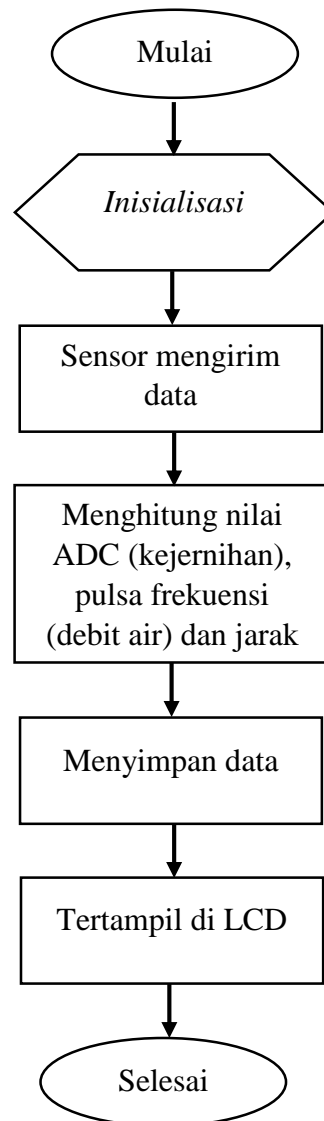 Mulai
Inisialisasi
Sensor mengirim
data
Menghitung nilai
ADC (kejernihan),
pulsa frekuensi
(debit air) dan jarak
Menyimpan data
Tertampil di LCD
Selesai